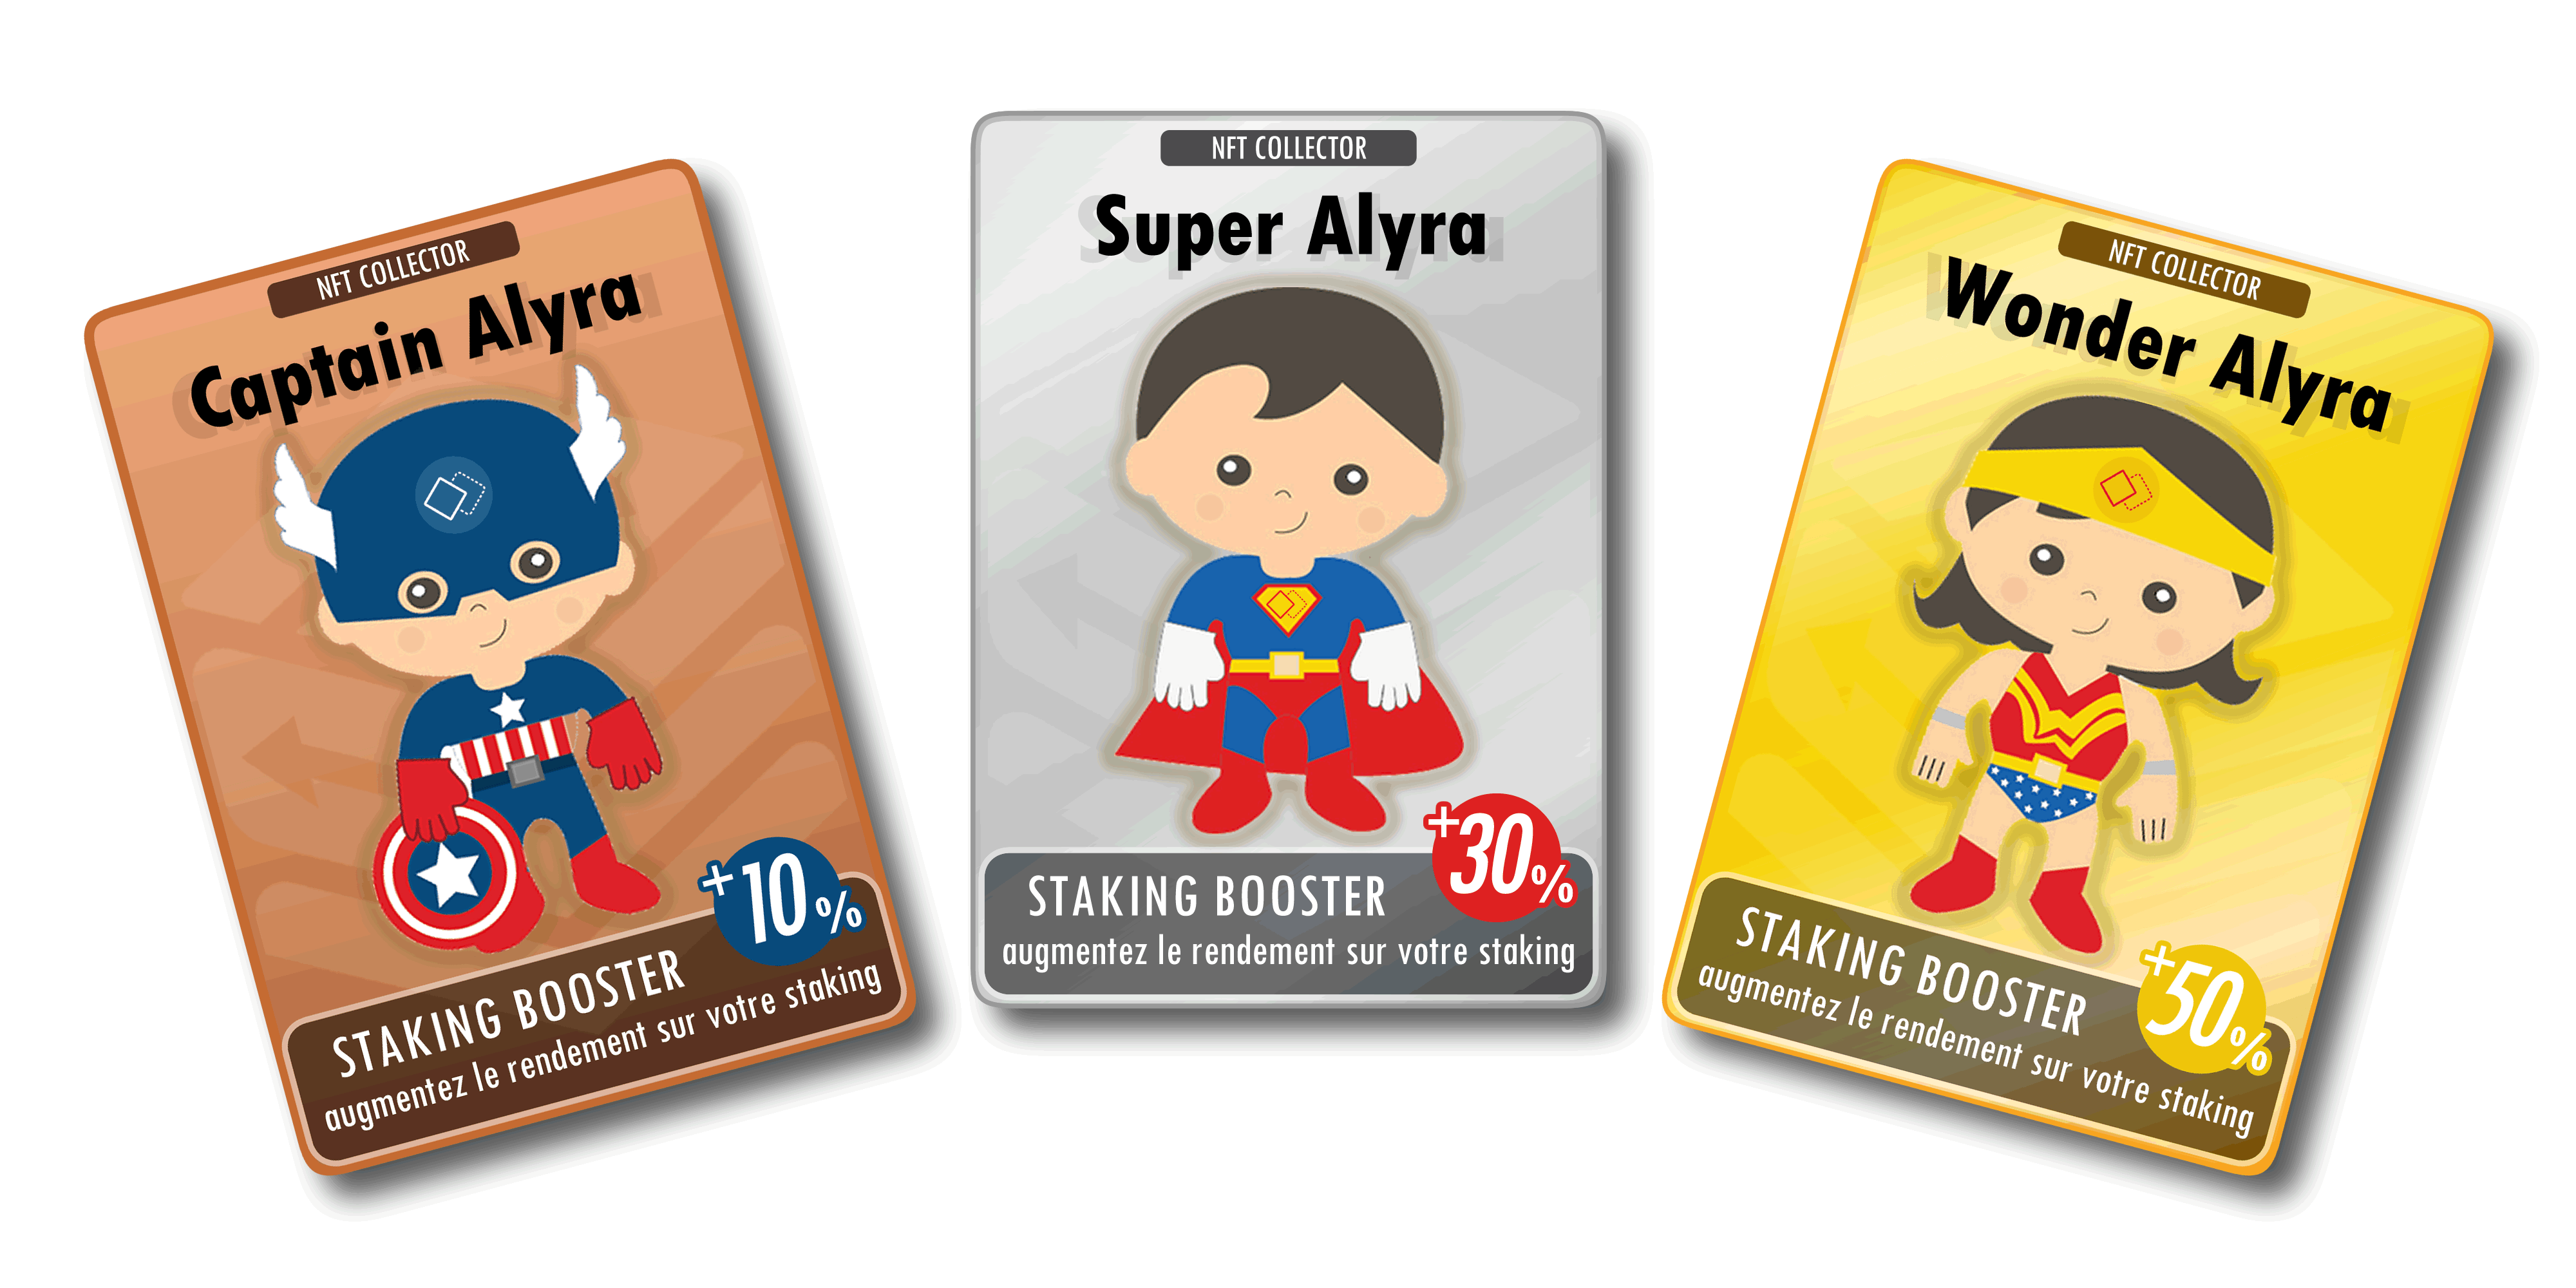 NFT COLLECTOR
Captain Alyra
+10%
STAKING BOOSTER
augmentez le rendement sur votre staking
NFT COLLECTOR
Super Alyra
+30%
STAKING BOOSTER
augmentez le rendement sur votre staking
NFT COLLECTOR
Wonder Alyra
+50%
STAKING BOOSTER
augmentez le rendement sur votre staking